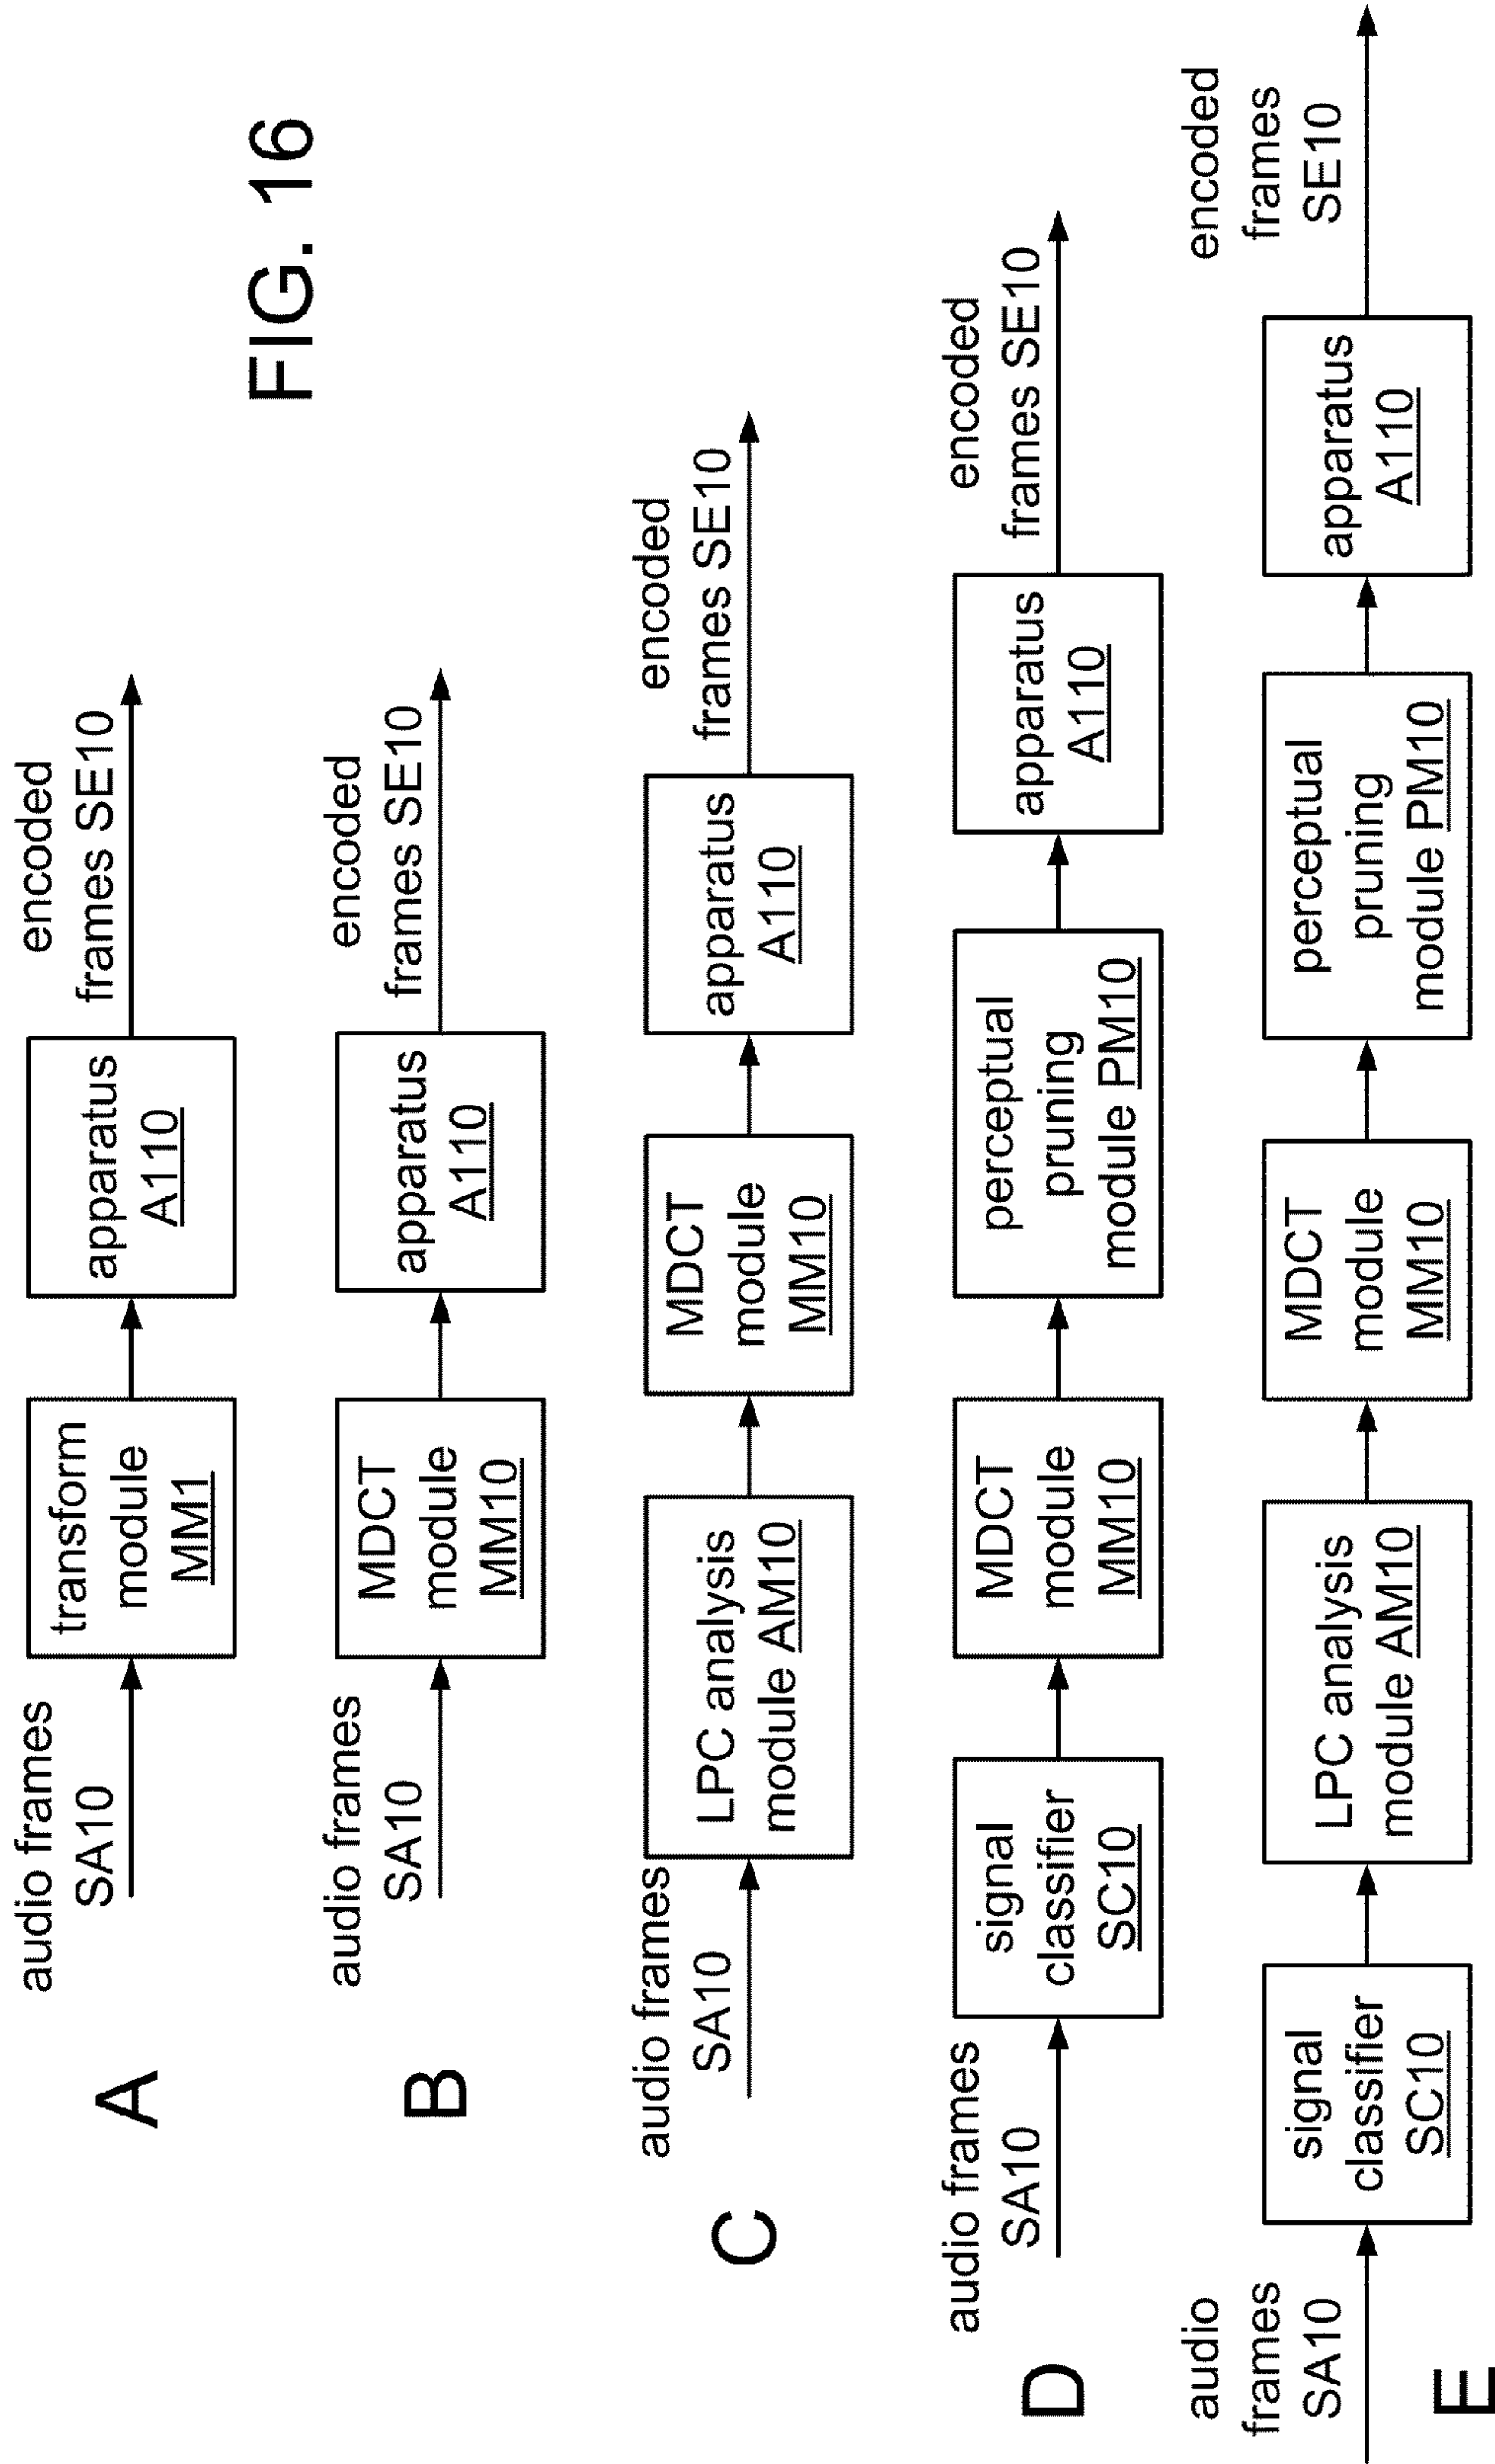 FIG. 16
A
audio frames
SA10
transform
module
MM1
apparatus
A110
encoded
frames SE10
B
audio frames
SA10
MDCT
module
MM10
apparatus
A110
encoded
frames SE10
C
audio frames
SA10
LPC analysis
module AM10
MDCT
module
MM10
apparatus
A110
encoded
frames SE10
D
audio frames
SA10
signal
classifier
SC10
MDCT
module
MM10
perceptual
pruning
module PM10
apparatus
A110
encoded
frames SE10
E
audio
frames
SA10
signal
classifier
SC10
LPC analysis
module AM10
MDCT
module
MM10
perceptual
pruning
module PM10
apparatus
A110
encoded
frames
SE10